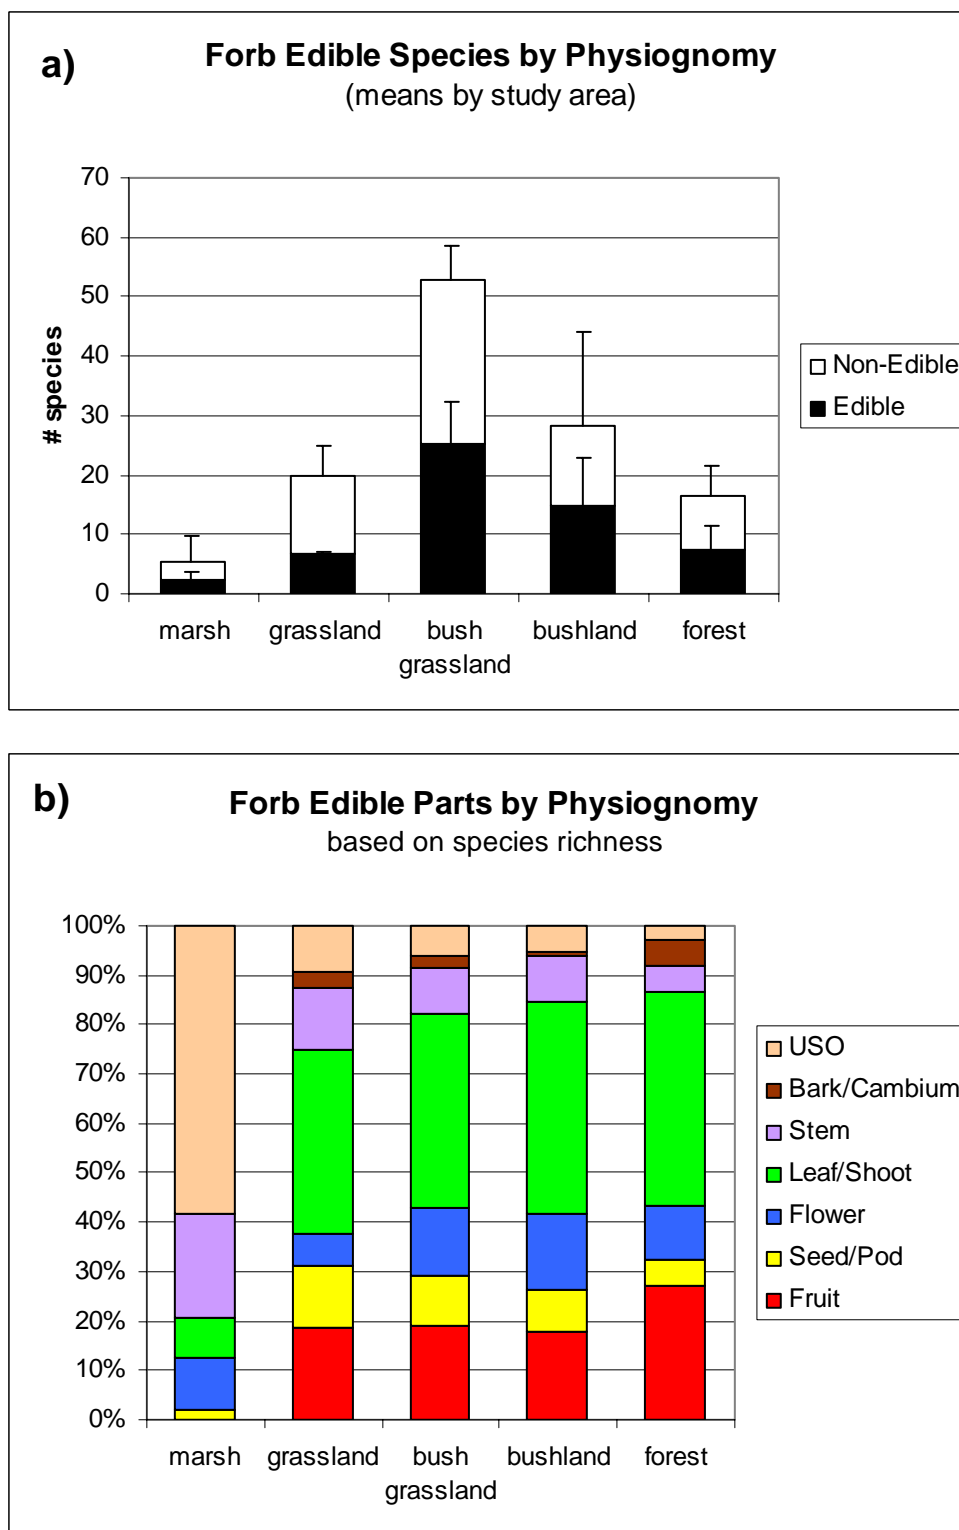 a)
Forb Edible Species by Physiognomy
(means by study area)
70
60
50
40
30
20
10
0
# species
marsh
grassland
bush
grassland
bushland
forest
Non-Edible
Edible
b)
Forb Edible Parts by Physiognomy
based on species richness
100%
90%
80%
70%
60%
50%
40%
30%
20%
10%
0%
marsh
grassland
bush
grassland
bushland
forest
USO
Bark/Cambium
Stem
Leaf/Shoot
Flower
Seed/Pod
Fruit